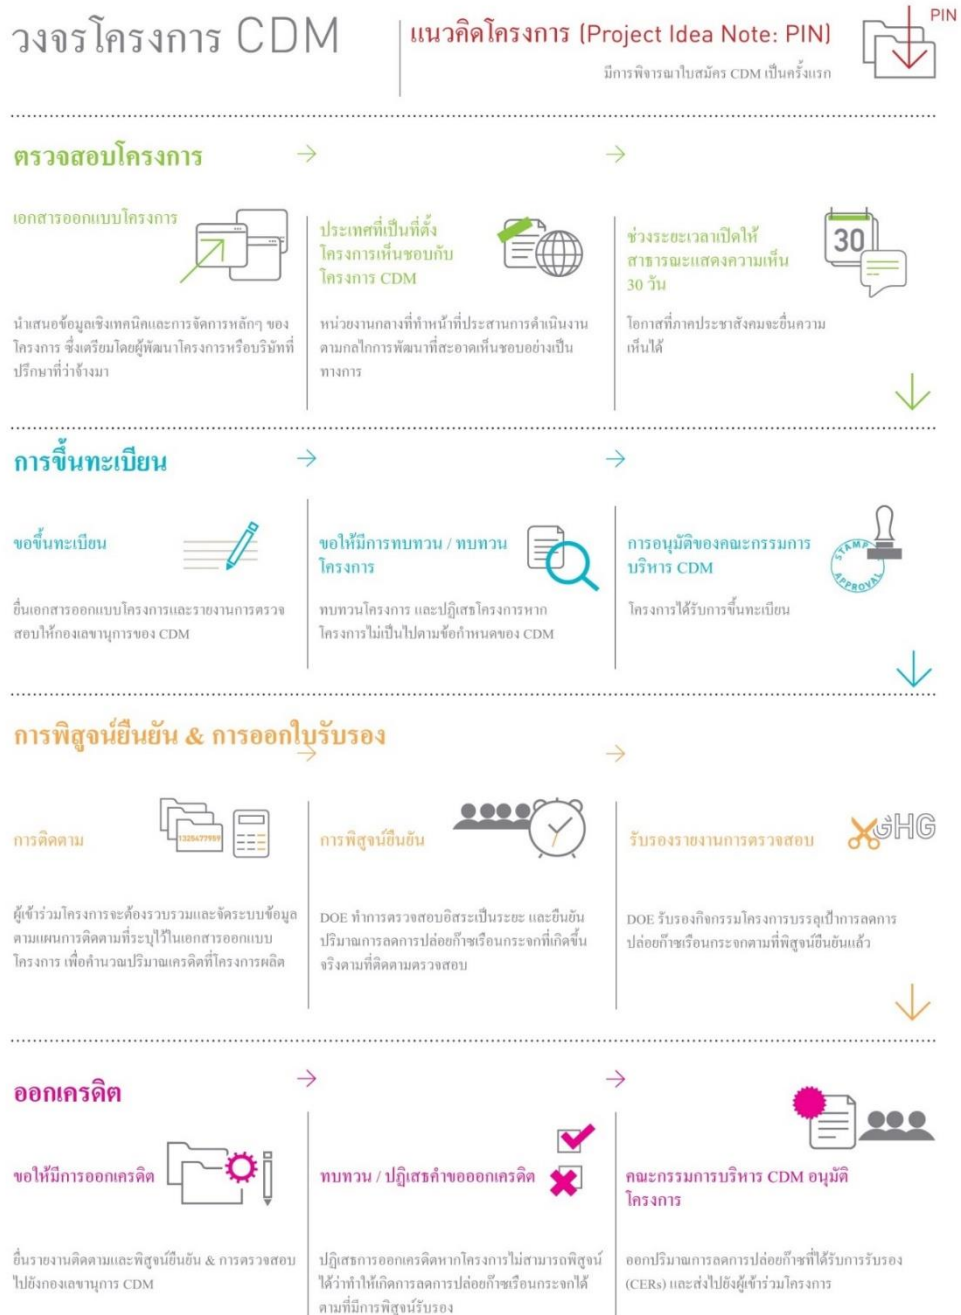 วงจรโครงการ CDM
แนวคิดโครงการ (Project Idea Note: PIN)
มีการพิจารณาใบสมัคร CDM เป็นครั้งแรก
PIN
ตรวจสอบโครงการ
เอกสารออกแบบโครงการ
นำเสนอข้อมูลเชิงเทคนิคและการจัดการหลักๆ ของ
โครงการ ซึ่งเตรียมโดยผู้พัฒนาโครงการหรือบริษัทที่
ปรึกษาที่ว่าจ้างมา
ประเทศที่เป็นที่ตั้ง
โครงการเห็นชอบกับ
โครงการ CDM
หน่วยงานกลางที่ทำหน้าที่ประสานการดำเนินงาน
ตามกลไกการพัฒนาที่สะอาดเห็นชอบอย่างเป็น
ทางการ
ช่วงระยะเวลาเปิดให้
สาธารณะแสดงความเห็น
30 วัน
30
โอกาสที่ภาคประชาสังคมจะยื่นความ
เห็นได้
การขึ้นทะเบียน
ขอขึ้นทะเบียน
ยื่นเอกสารออกแบบโครงการและรายงานการตรวจ
สอบให้กองเลขานุการของ CDM
ขอให้มีการทบทวน / ทบทวน
โครงการ
ทบทวนโครงการ และปฏิเสธโครงการหาก
โครงการไม่เป็นไปตามข้อกำหนดของ CDM
การอนุมัติของคณะกรรมการ
บริหาร CDM
STAMP
APPROVAL
โครงการได้รับการขึ้นทะเบียน
การพิสูจน์ยืนยัน & การออกใบรับรอง
การติดตาม
1325477959
ผู้เข้าร่วมโครงการจะต้องรวบรวมและจัดระบบข้อมูล
ตามแผนการติดตามที่ระบุไว้ในเอกสารออกแบบ
โครงการ เพื่อคำนวณปริมาณเครดิตที่โครงการผลิต
การพิสูจน์ยืนยัน
DOE ทำการตรวจสอบอิสระเป็นระยะ และยืนยัน
ปริมาณการลดการปล่อยก๊าซเรือนกระจกที่เกิดขึ้น
จริงตามที่ติดตามตรวจสอบ
รับรองรายงานการตรวจสอบ
GHG
DOE รับรองกิจกรรมโครงการบรรลุเป้าการลดการ
ปล่อยก๊าซเรือนกระจกตามที่พิสูจน์ยืนยันแล้ว
ออกเครดิต
ขอให้มีการออกเครดิต
ยื่นรายงานติดตามและพิสูจน์ยืนยัน & การตรวจสอบ
ไปยังกองเลขานุการ CDM
ทบทวน / ปฏิเสธคำขอออกเครดิต
ปฏิเสธการออกเครดิตหากโครงการไม่สามารถพิสูจน์
ได้ว่าทำให้เกิดการลดการปล่อยก๊าซเรือนกระจกได้
ตามที่มีการพิสูจน์รับรอง
คณะกรรมการบริหาร CDM อนุมัติ
โครงการ
ออกปริมาณการลดการปล่อยก๊าซที่ได้รับการรับรอง
(CERs) และส่งไปยังผู้เข้าร่วมโครงการ